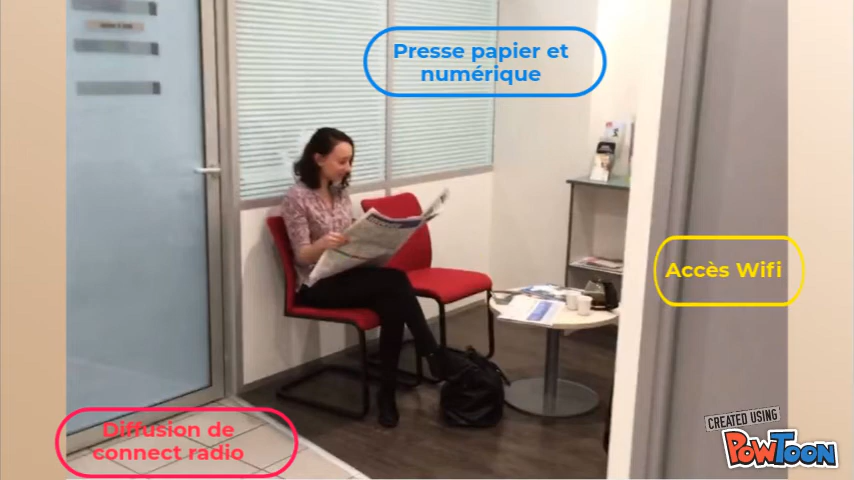 Presse papier et
numérique
Accès Wifi
Diffusion de
connect radio
CREATED USING
POWTOON